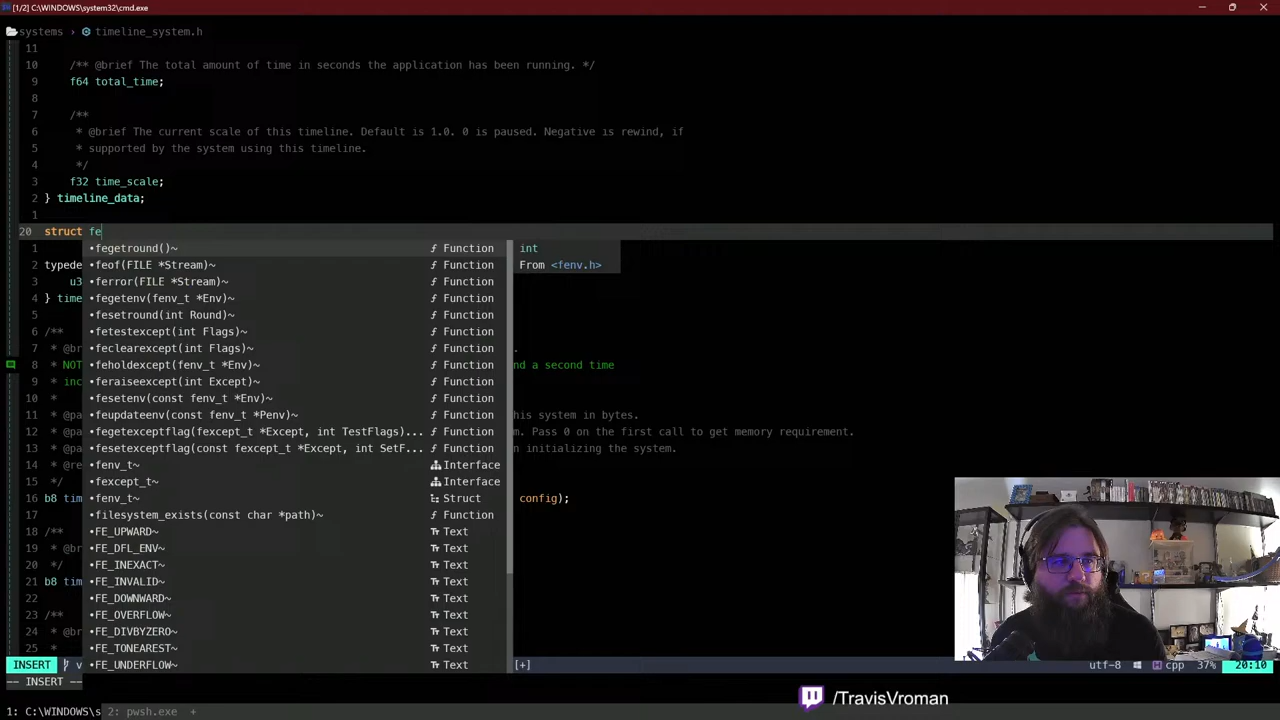 [1/2] C:\WINDOWS\system32\cmd.exe
systems › timeline_system.h
11
10 /** @brief The total amount of time in seconds the application has been running. */
9 f64 total_time;
8
7 /**
6 * @brief The current scale of this timeline. Default is 1.0. 0 is paused. Negative is rewind, if
5 * supported by the system using this timeline.
4 */
3 f32 time_scale;
2 } timeline_data;
1
20 struct fe
1 •fegetround()~ Function int
2 typede •feof(FILE *Stream)~ Function From <fenv.h>
3 u3 •ferror(FILE *Stream)~ Function
4 } time •fegetenv(fenv_t *Env)~ Function
5 •fesetround(int Round)~ Function
6 /** •fetestexcept(int Flags)~ Function
7 * @br •feclearexcept(int Flags)~ Function .
8 * NOT •feholdexcept(fenv_t *Env)~ Function nd a second time
9 * inc •feraiseexcept(int Except)~ Function
10 * •fesetenv(const fenv_t *Env)~ Function
11 * @pa •feupdateenv(const fenv_t *Penv)~ Function his system in bytes.
12 * @pa •fegetexceptflag(fexcept_t *Except, int TestFlags)... Function m. Pass 0 on the first call to get memory requirement.
13 * @pa •fesetexceptflag(const fexcept_t *Except, int SetF... Function n initializing the system.
14 * @re •fenv_t~ Interface
15 */ •fexcept_t~ Interface
16 b8 tim •fenv_t~ Struct config);
17 •filesystem_exists(const char *path)~ Function
18 /** •FE_UPWARD~ Text
19 * @br •FE_DFL_ENV~ Text
20 */ •FE_INEXACT~ Text
21 b8 tim •FE_INVALID~ Text
22 •FE_DOWNWARD~ Text
23 /** •FE_OVERFLOW~ Text
24 * @br •FE_DIVBYZERO~ Text
25 * •FE_TONEAREST~ Text
INSERT v •FE_UNDERFLOW~ Text [+] utf-8 cpp 37% 20:10
-- INSERT --
/TravisVroman
1: C:\WINDOWS\s 2: pwsh.exe +